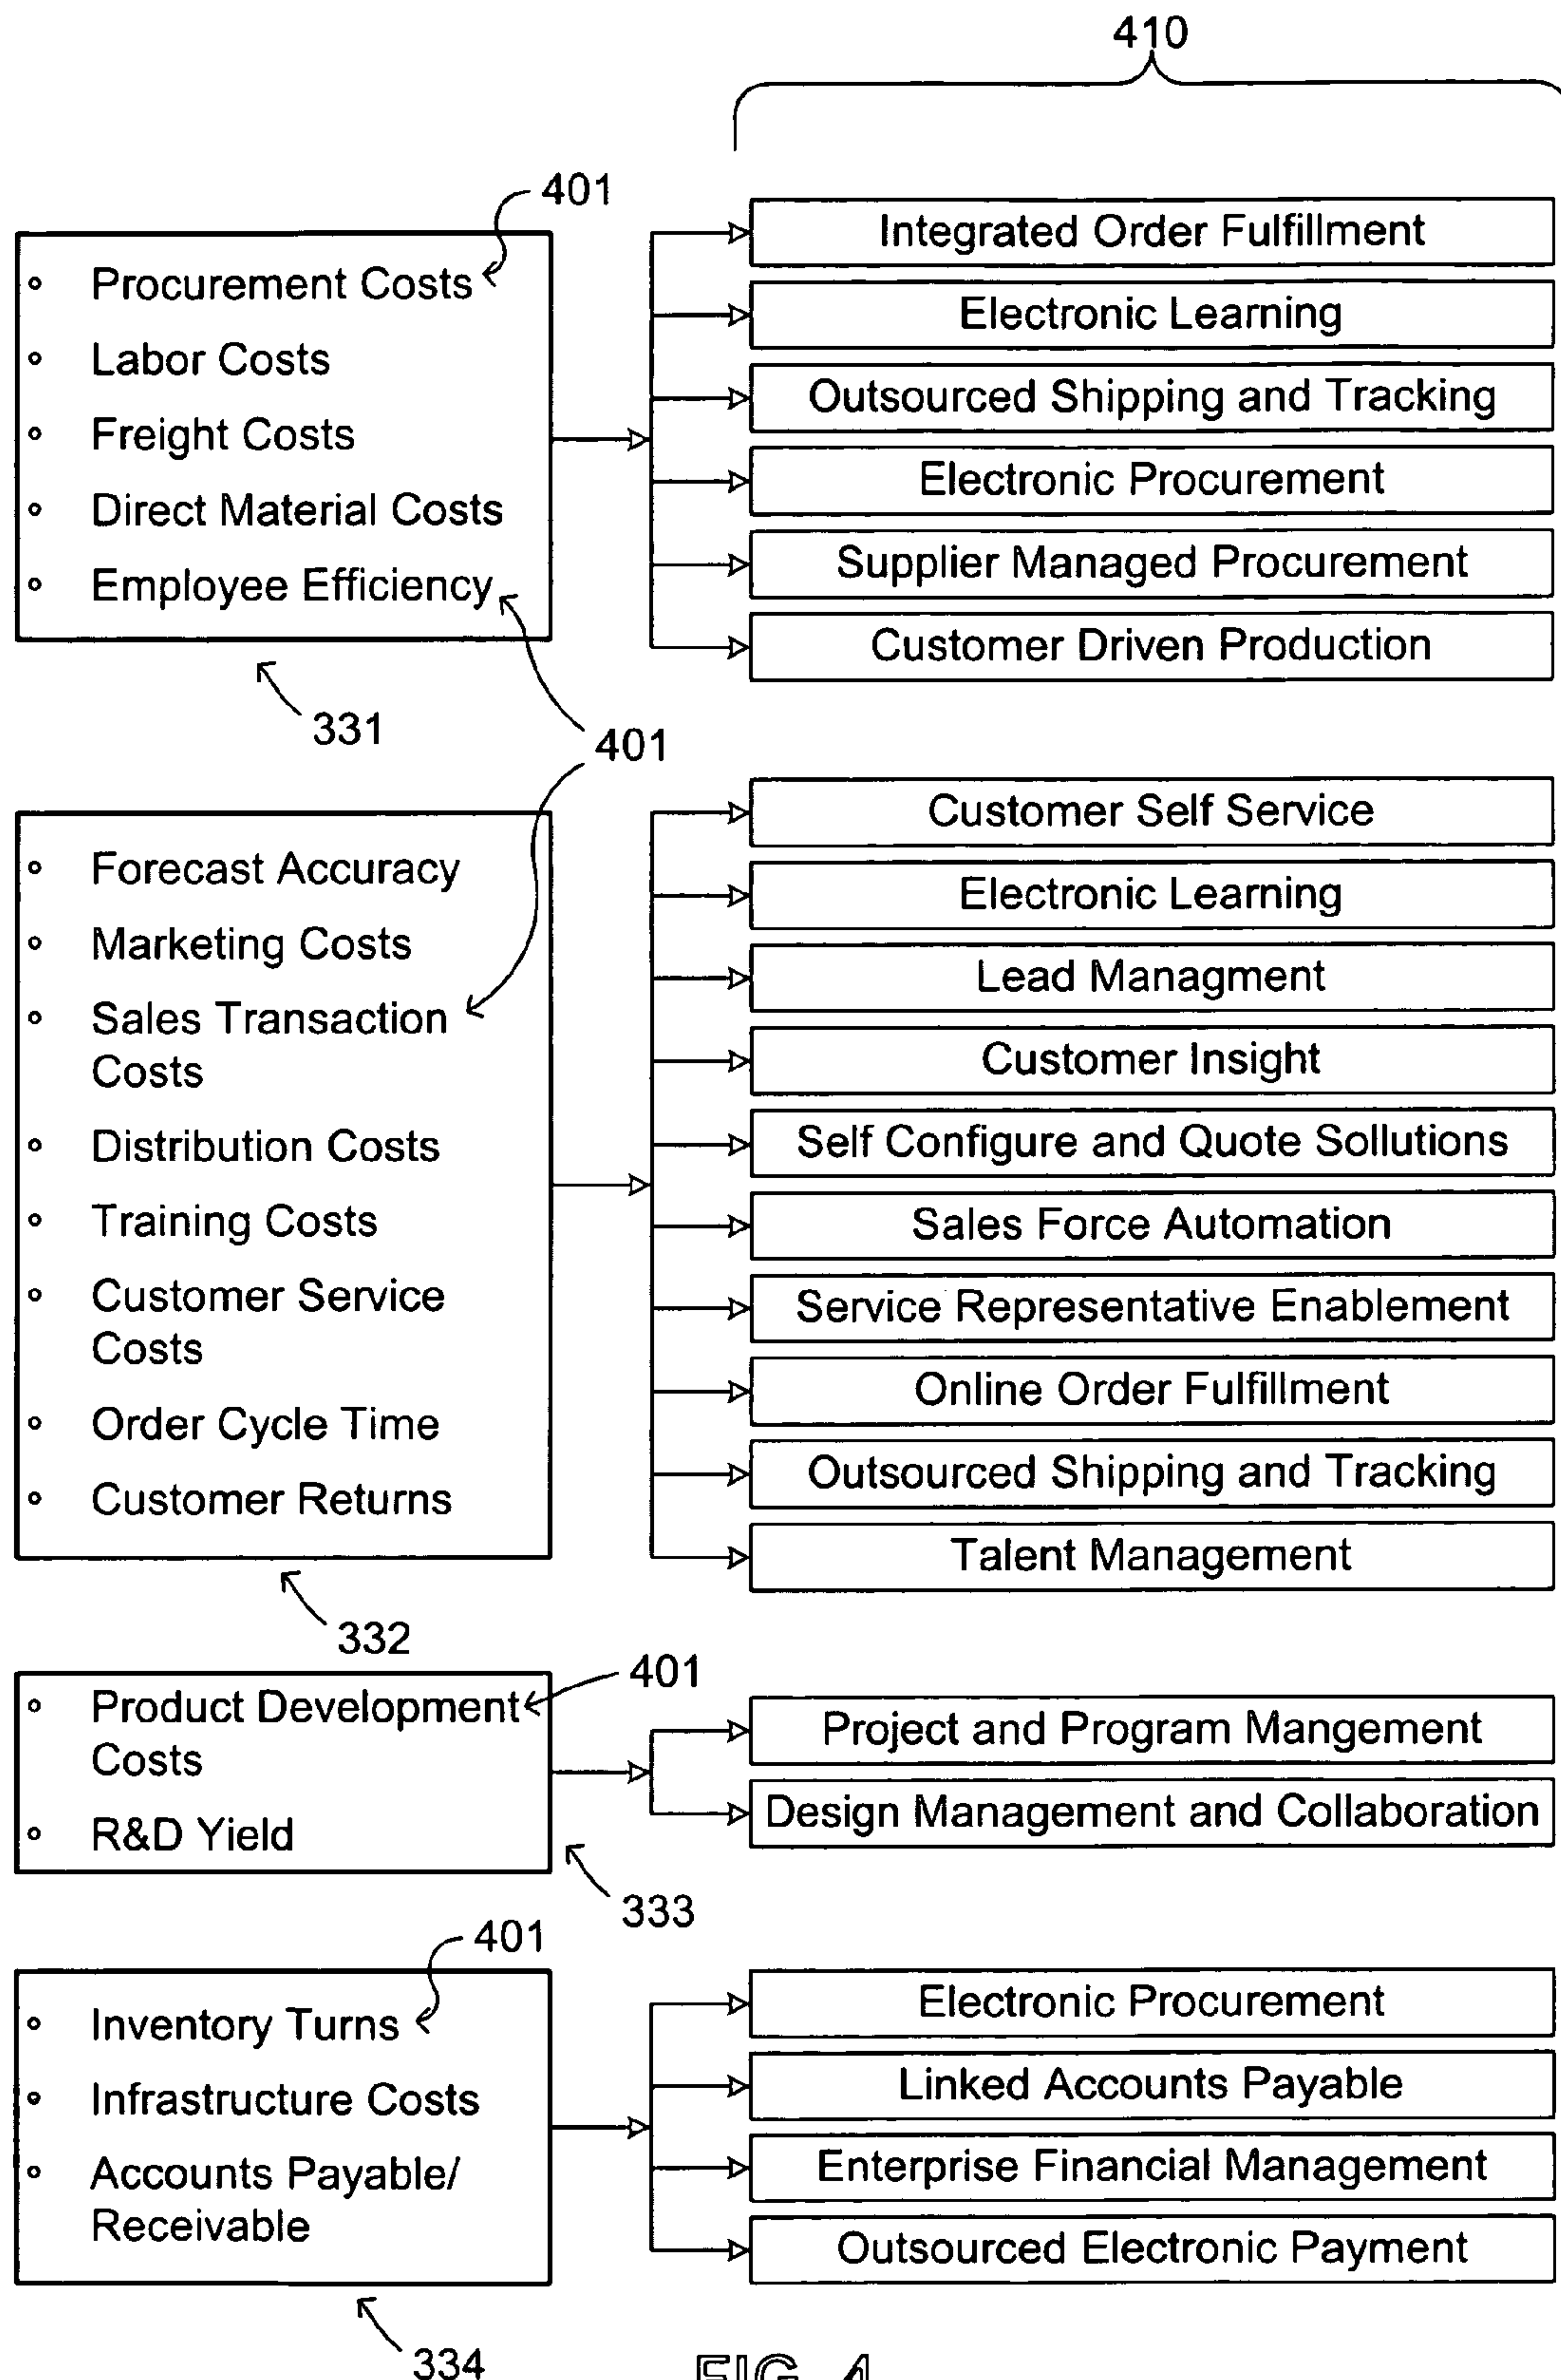 410
401
• Procurement Costs
• Labor Costs
• Freight Costs
• Direct Material Costs
• Employee Efficiency
331
401
Integrated Order Fulfillment
Electronic Learning
Outsourced Shipping and Tracking
Electronic Procurement
Supplier Managed Procurement
Customer Driven Production
• Forecast Accuracy
• Marketing Costs
• Sales Transaction
Costs
• Distribution Costs
• Training Costs
• Customer Service
Costs
• Order Cycle Time
• Customer Returns
332
Customer Self Service
Electronic Learning
Lead Managment
Customer Insight
Self Configure and Quote Sollutions
Sales Force Automation
Service Representative Enablement
Online Order Fulfillment
Outsourced Shipping and Tracking
Talent Management
401
• Product Development
Costs
• R&D Yield
333
Project and Program Mangement
Design Management and Collaboration
401
• Inventory Turns
• Infrastructure Costs
• Accounts Payable/
Receivable
334
Electronic Procurement
Linked Accounts Payable
Enterprise Financial Management
Outsourced Electronic Payment
FIG. 4